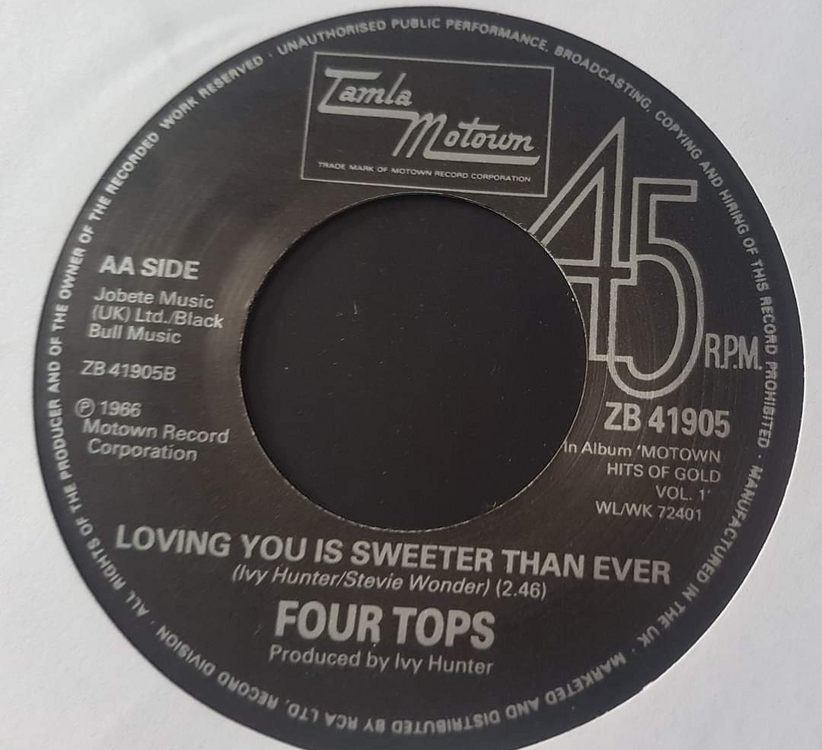 Tamla
Motown
TRADE MARK OF MOTOWN RECORD CORPORATION
45
R.P.M.
AA SIDE
Jobete Music
(UK) Ltd./Black
Bull Music
ZB 41905B
Ⓟ 1966
Motown Record
Corporation
ZB 41905
In Album 'MOTOWN
HITS OF GOLD
VOL. 1'
WL/WK 72401
LOVING YOU IS SWEETER THAN EVER
(Ivy Hunter/Stevie Wonder) (2.46)
FOUR TOPS
Produced by Ivy Hunter
ALL RIGHTS OF THE PRODUCER AND OF THE OWNER OF THE RECORDED WORK RESERVED · UNAUTHORISED PUBLIC PERFORMANCE, BROADCASTING, COPYING AND HIRING OF THIS RECORD PROHIBITED · MANUFACTURED IN THE UK · MARKETED AND DISTRIBUTED BY RCA LTD, RECORD DIVISION ·